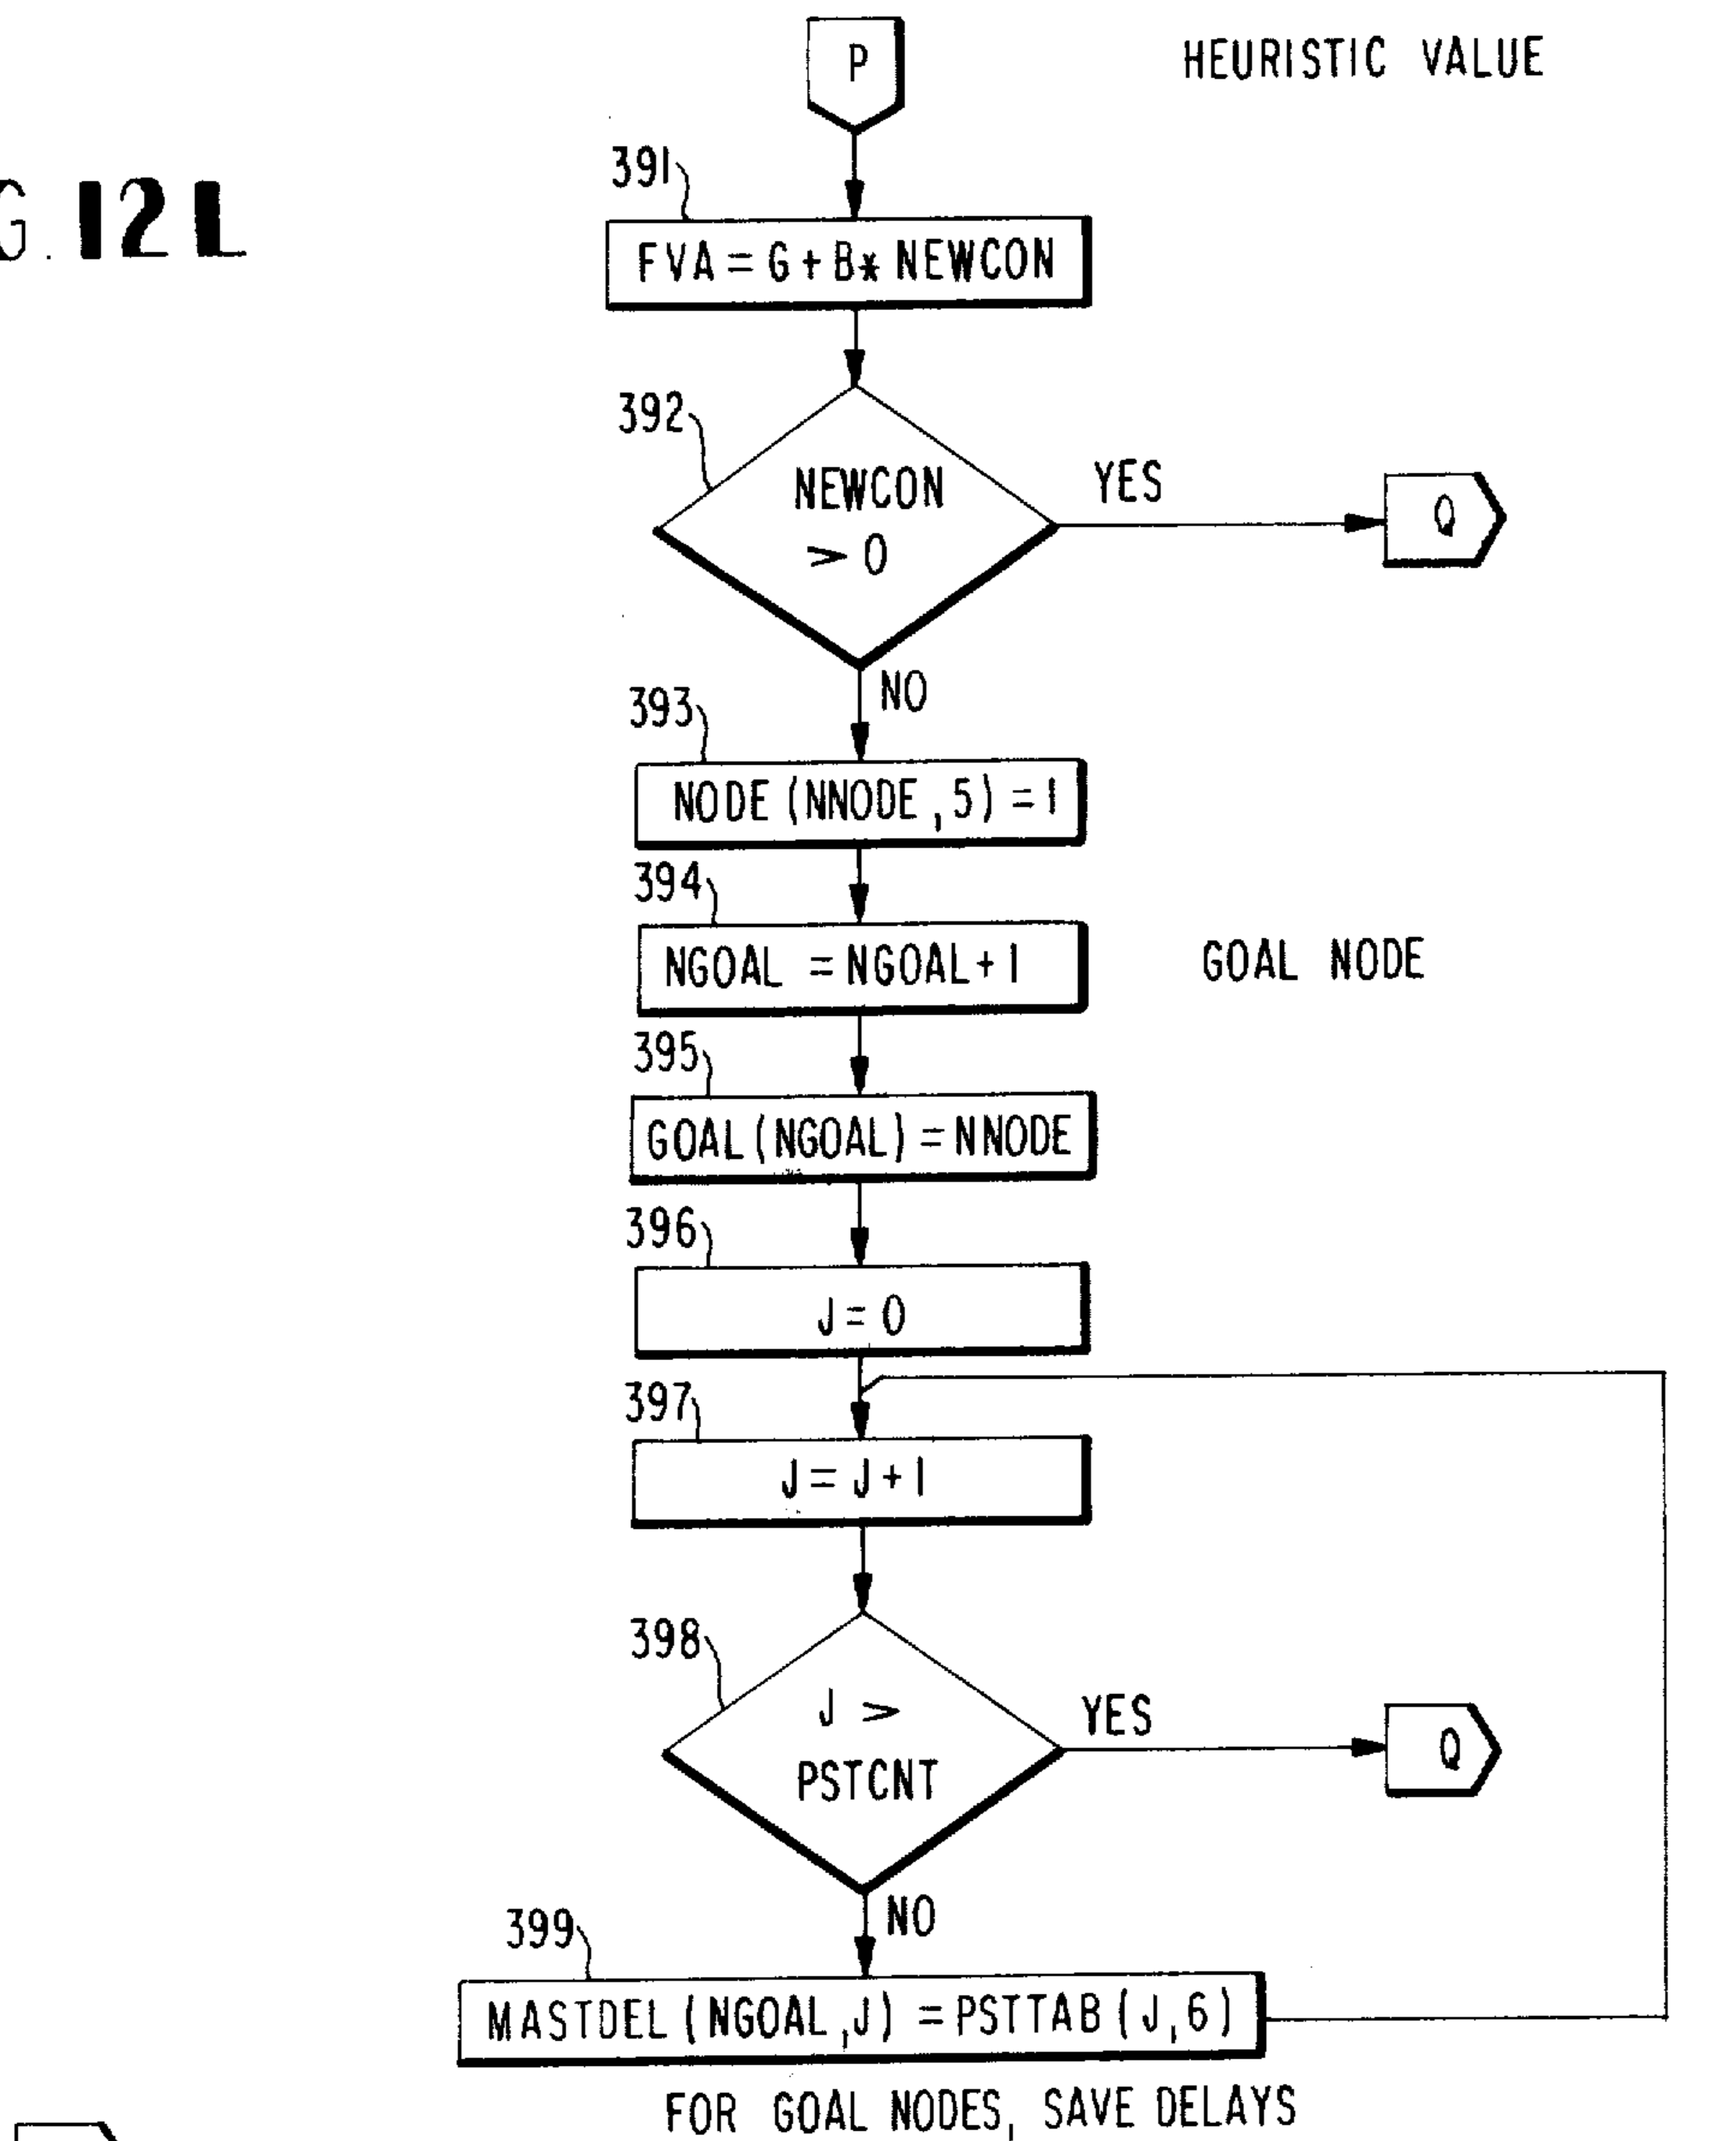 P
HEURISTIC VALUE
G. 12L
391
FVA = G + B* NEWCON
392
NEWCON
> 0
YES
Q
NO
393
NODE (NNODE, 5) = 1
394
NGOAL = NGOAL + 1
GOAL NODE
395
GOAL (NGOAL) = NNODE
396
J = 0
397
J = J + 1
398
J >
PSTCNT
YES
Q
NO
399
MASTDEL (NGOAL, J) = PSTTAB (J, 6)
FOR GOAL NODES, SAVE DELAYS